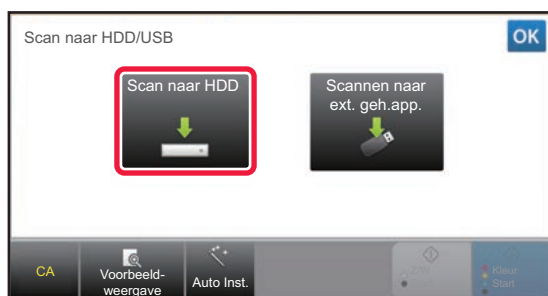 Scan naar HDD/USB
OK
Scan naar HDD
Scannen naar
ext. geh.app.
CA
Voorbeeld-
weergave
Auto Inst.
Z/W
Start
Kleur
Start